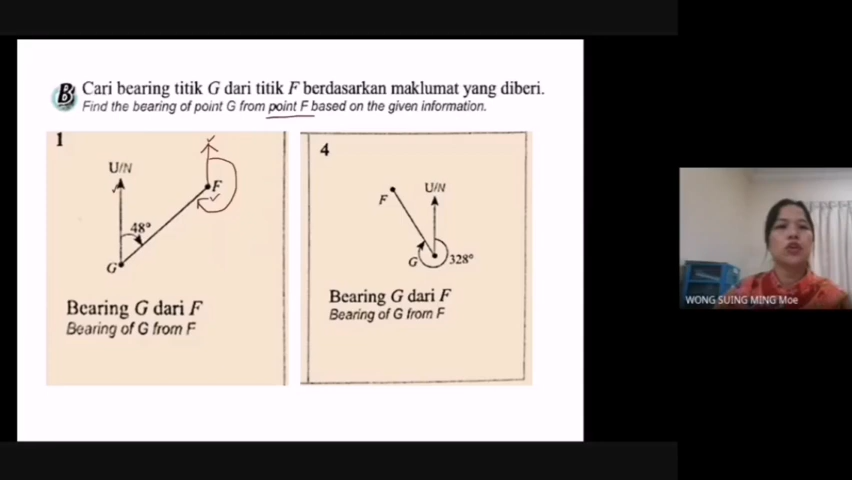 B Cari bearing titik G dari titik F berdasarkan maklumat yang diberi.
Find the bearing of point G from point F based on the given information.
1
U/N
F
48°
G
Bearing G dari F
Bearing of G from F
4
F
U/N
G
328°
Bearing G dari F
Bearing of G from F
WONG SUING MING Moe